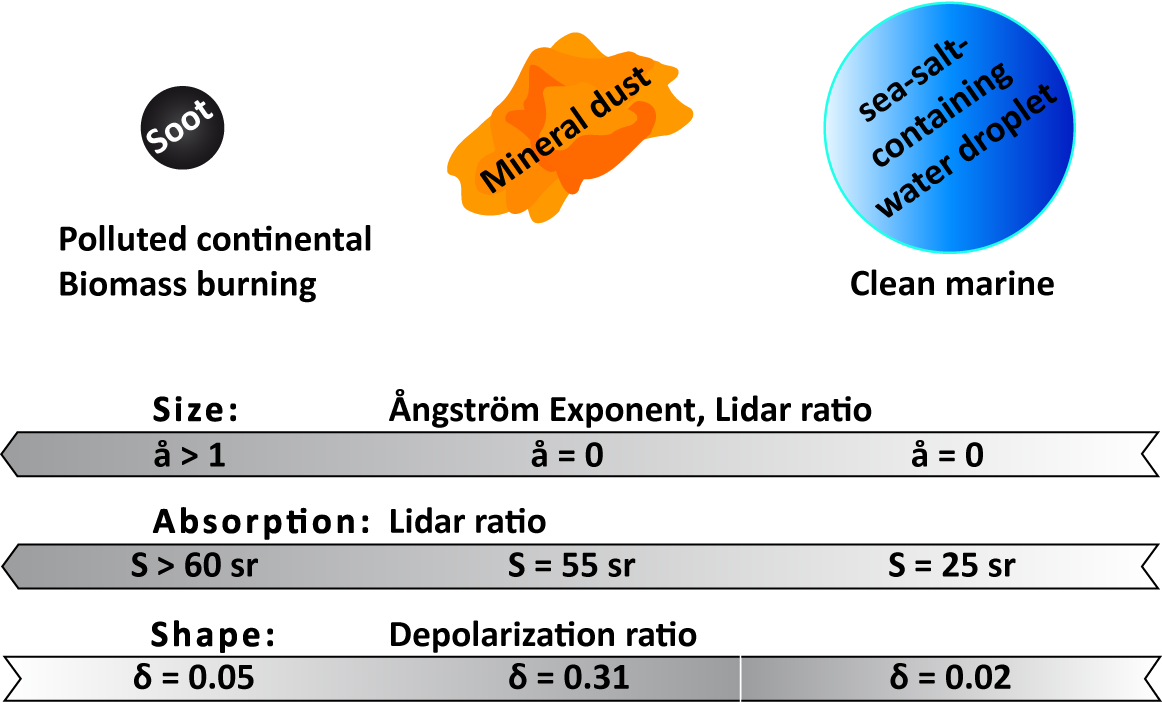 Soot
Mineral dust
sea-salt-
containing
water droplet
Polluted continental
Biomass burning
Clean marine
Size: Ångström Exponent, Lidar ratio
å > 1 å = 0 å = 0
Absorption: Lidar ratio
S > 60 sr S = 55 sr S = 25 sr
Shape: Depolarization ratio
δ = 0.05 δ = 0.31 δ = 0.02